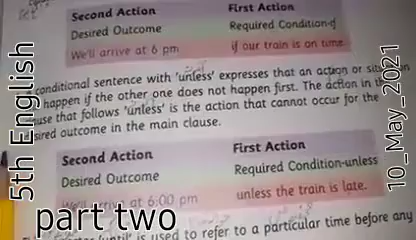 Second Action First Action
Desired Outcome Required Condition-if
We'll arrive at 6 pm if our train is on time.
conditional sentence with 'unless' expresses that an action or
happen if the other one does not happen first. The action in the
that follows 'unless' is the action that cannot occur for the
desired outcome in the main clause.
Second Action First Action
Desired Outcome Required Condition-unless
at 6:00 pm unless the train is late.
'until' is used to refer to a particular time before any
5th English
part two
10_May_2021